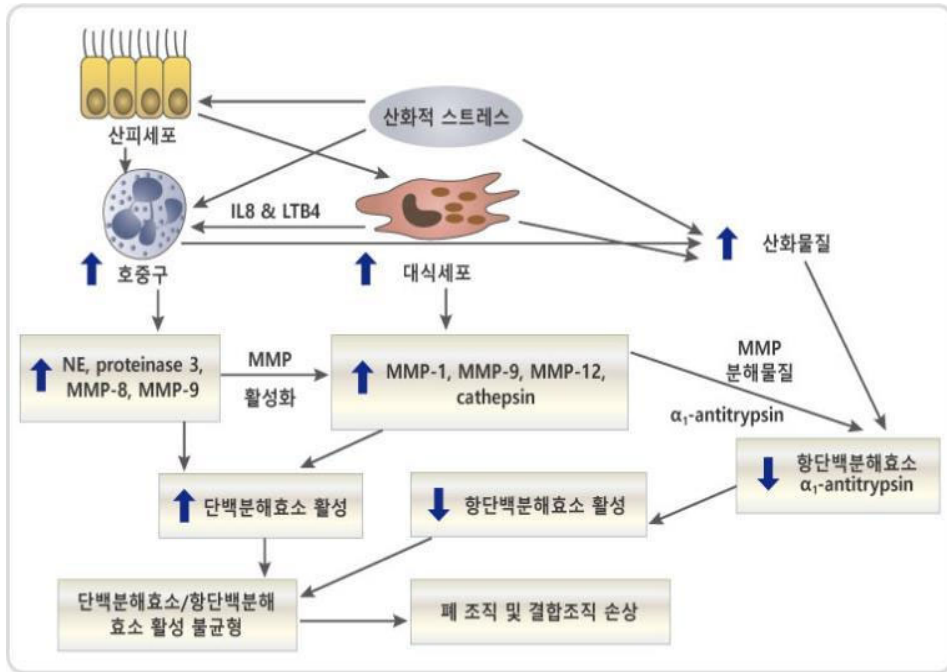 산화적 스트레스
산피세포
IL8 & LTB4
산화물질
호중구
대식세포
NE, proteinase 3,
MMP-8, MMP-9
MMP
활성화
MMP-1, MMP-9, MMP-12,
cathepsin
MMP
분해물질
α₁-antitrypsin
항단백분해효소
α₁-antitrypsin
단백분해효소 활성
항단백분해효소 활성
단백분해효소/항단백분해
효소 활성 불균형
폐 조직 및 결합조직 손상